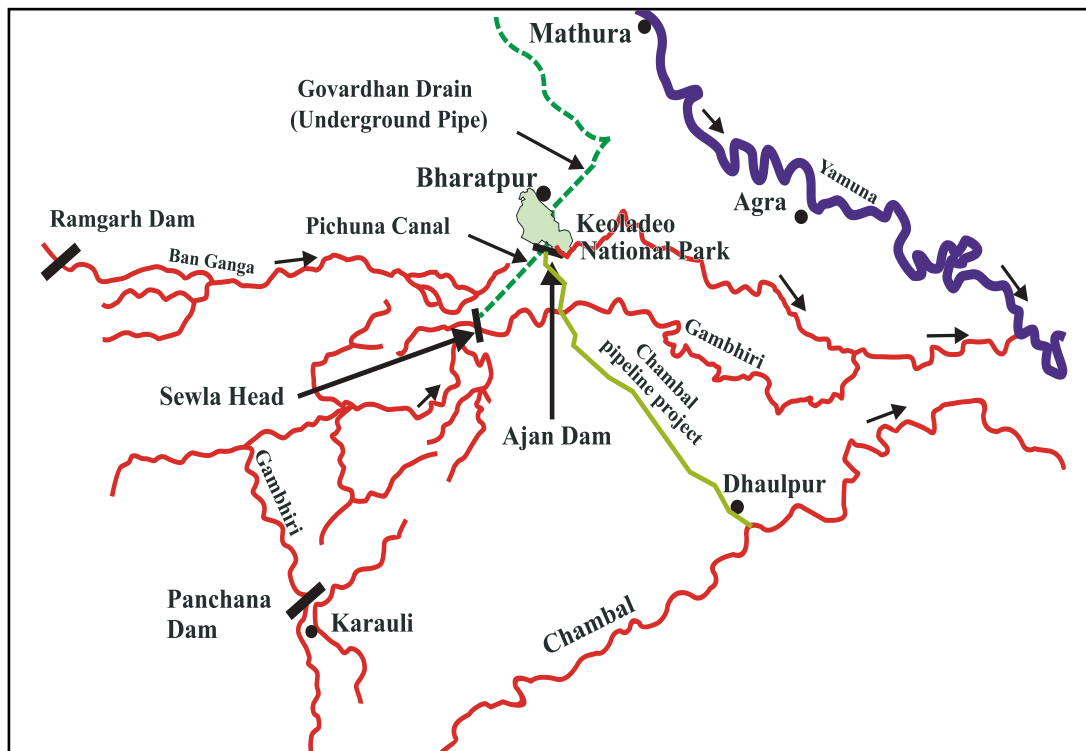 Mathura
Govardhan Drain
(Underground Pipe)
Yamuna
Bharatpur
Agra
Ramgarh Dam
Pichuna Canal
Keoladeo
National Park
Ban Ganga
Gambhiri
Chambal
pipeline project
Sewla Head
Ajan Dam
Gambhiri
Dhaulpur
Panchana
Dam
Karauli
Chambal